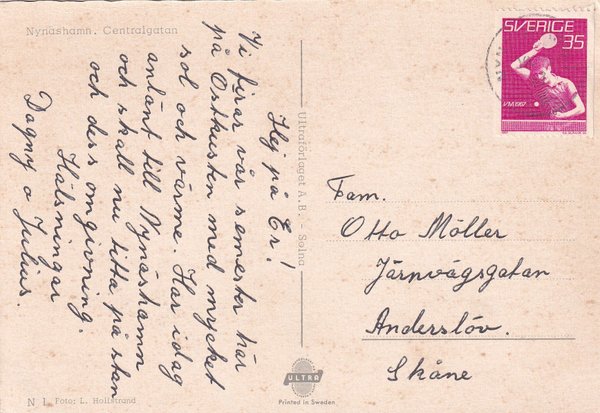 Nynäshamn. Centralgatan
Hej på Er!
Vi firar vår semester här
på Ostkusten med mycket
sol och värme. Har idag
anlänt till Nynäshamn
och skall nu titta på stan
och dess omgivning.
Hälsningar
Dagny o Julius.
Ultraförlaget A.B. Solna
SVERIGE
35
VM 1967
Fam.
Otto Möller
Järnvägsgatan
Anderslöv.
Skåne
ULTRA
Printed in Sweden
N 1. Foto: L. Hollstrand